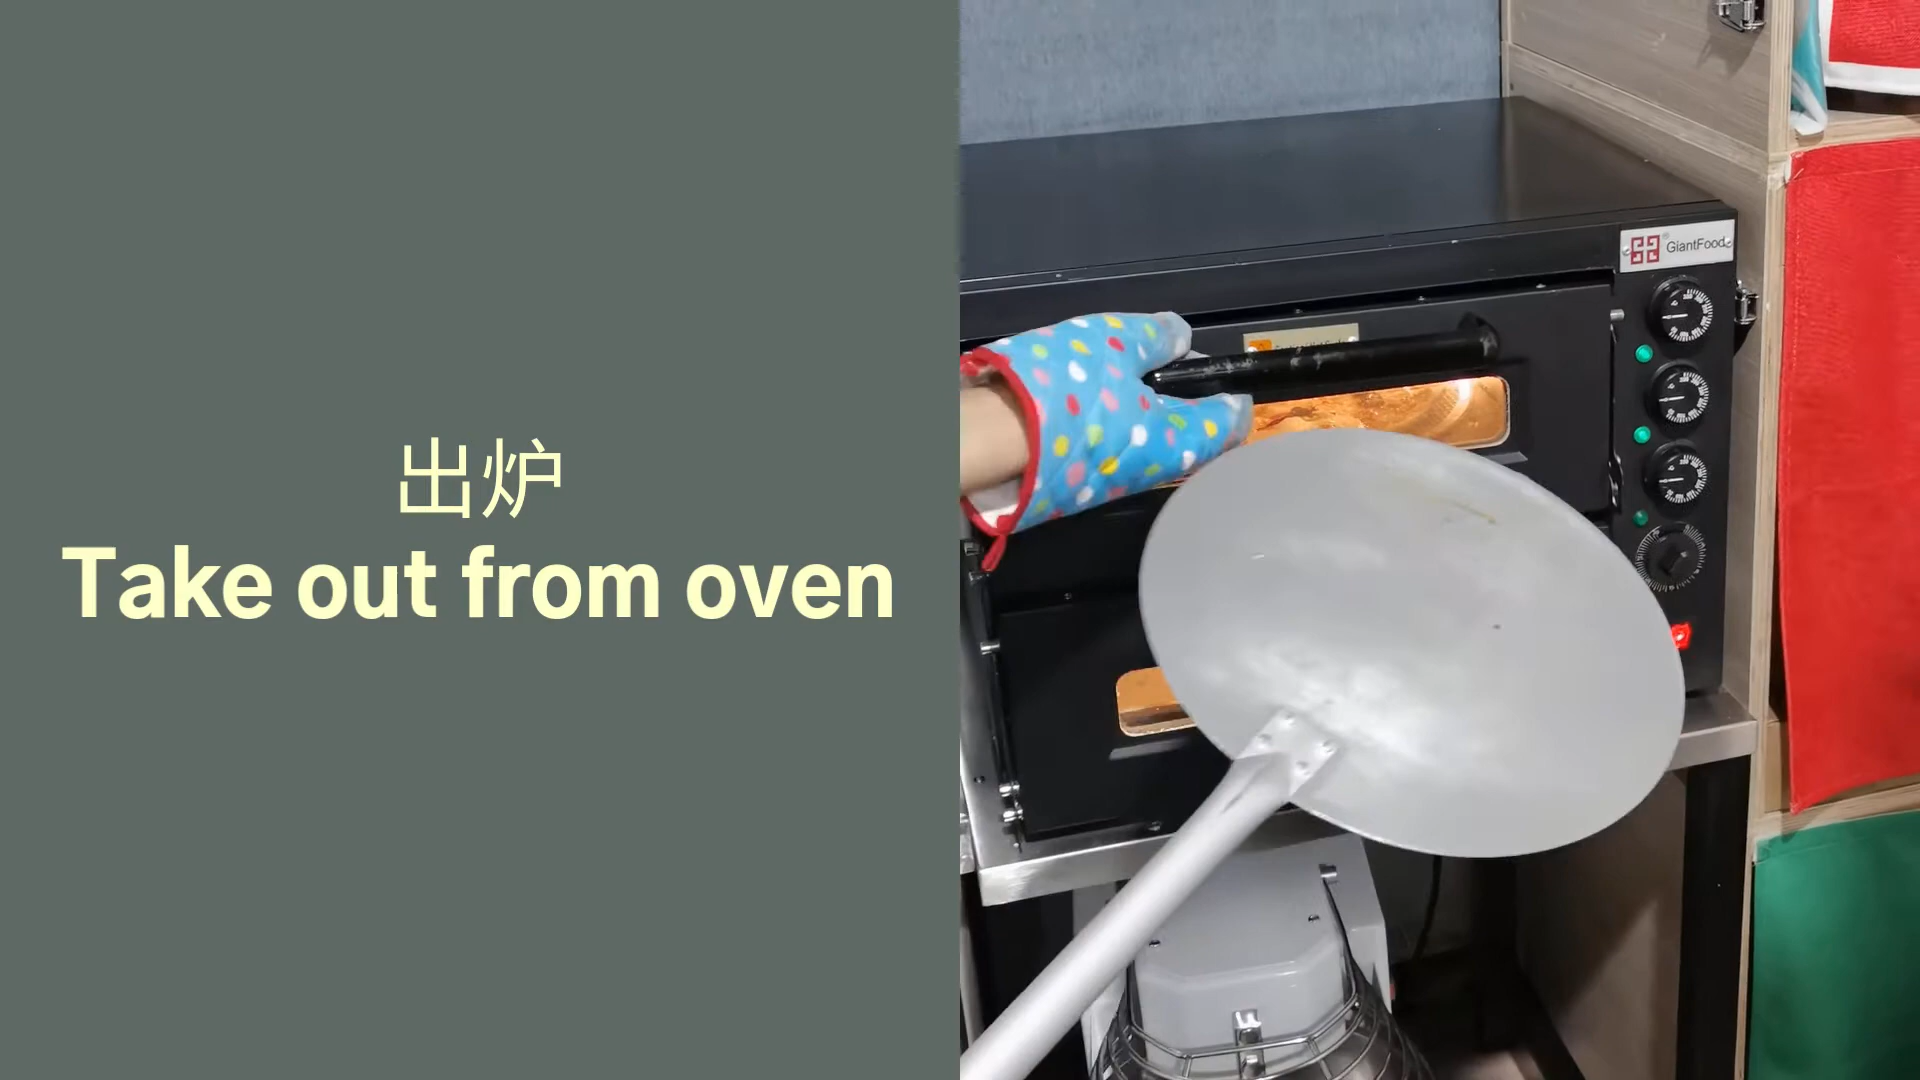 出炉
Take out from oven
GiantFood